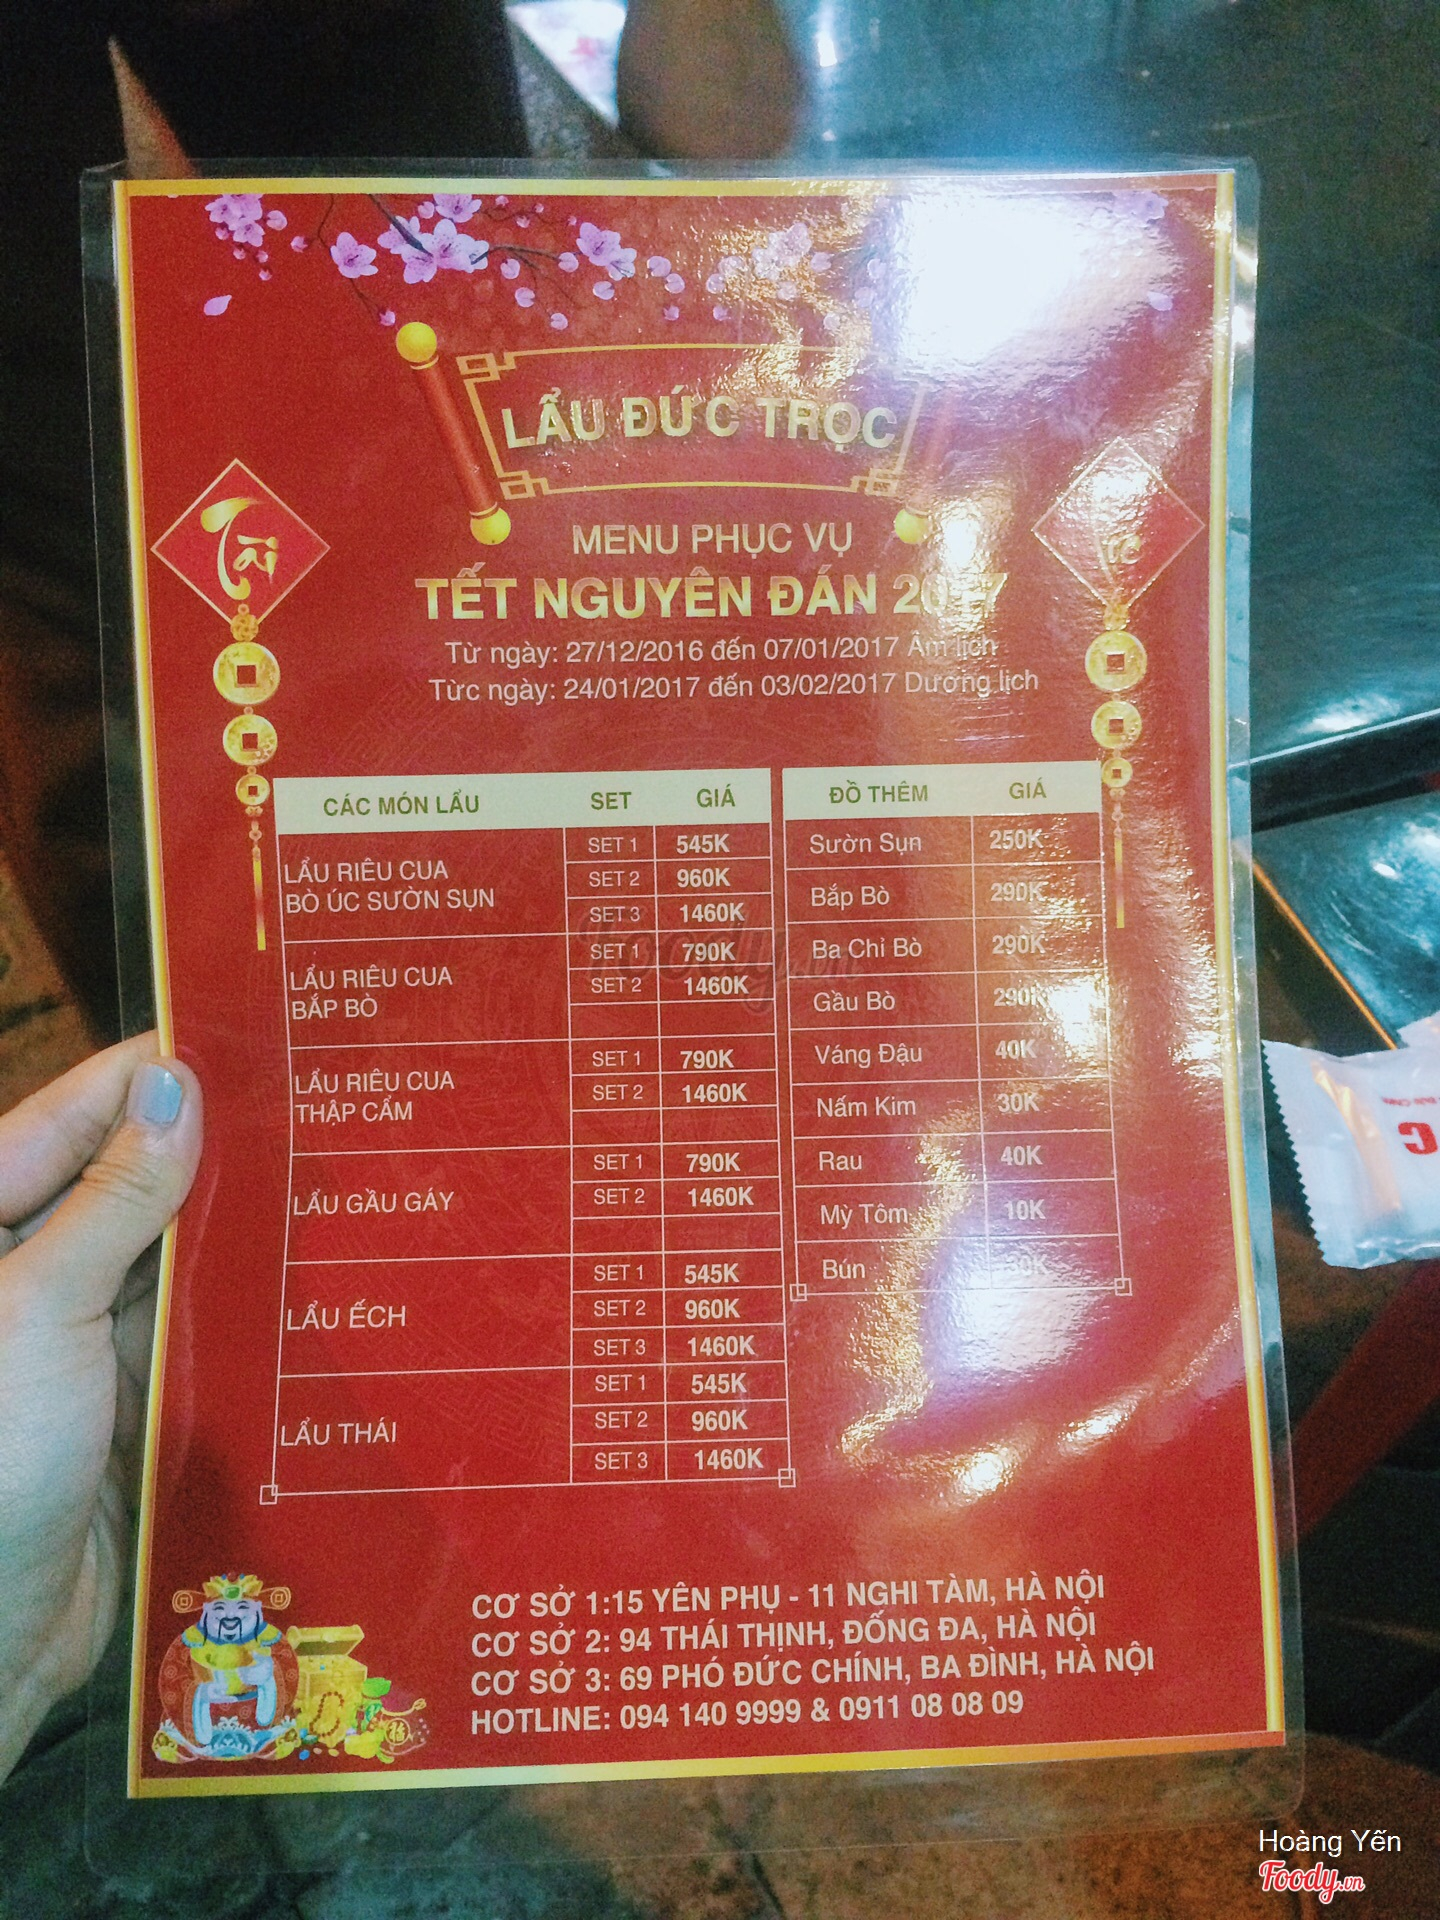 LẨU ĐỨC TRỌC
Tài
MENU PHỤC VỤ
TẾT NGUYÊN ĐÁN 2017
Từ ngày: 27/12/2016 đến 07/01/2017 Âm lịch
Tức ngày: 24/01/2017 đến 03/02/2017 Dương lịch
CÁC MÓN LẨU SET GIÁ
LẨU RIÊU CUA
BÒ ÚC SƯỜN SỤN
SET 1 545K
SET 2 960K
SET 3 1460K
LẨU RIÊU CUA
BẮP BÒ
SET 1 790K
SET 2 1460K
LẨU RIÊU CUA
THẬP CẨM
SET 1 790K
SET 2 1460K
LẨU GẦU GÁY
SET 1 790K
SET 2 1460K
LẨU ẾCH
SET 1 545K
SET 2 960K
SET 3 1460K
LẨU THÁI
SET 1 545K
SET 2 960K
SET 3 1460K
ĐỒ THÊM GIÁ
Sườn Sụn 250K
Bắp Bò 290K
Ba Chỉ Bò 290K
Gầu Bò 290K
Váng Đậu 40K
Nấm Kim 30K
Rau 40K
Mỳ Tôm 10K
Bún
CƠ SỞ 1:15 YÊN PHỤ - 11 NGHI TÀM, HÀ NỘI
CƠ SỞ 2: 94 THÁI THỊNH, ĐỐNG ĐA, HÀ NỘI
CƠ SỞ 3: 69 PHÓ ĐỨC CHÍNH, BA ĐÌNH, HÀ NỘI
HOTLINE: 094 140 9999 & 0911 08 08 09
Foody.vn
Hoàng Yến
Foody.vn